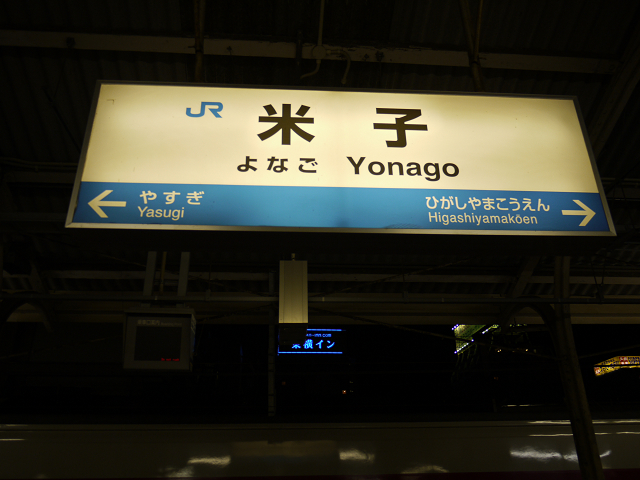 JR 米子
よなご Yonago
← やすぎ
Yasugi
ひがしやまこうえん →
Higashiyamakōen
東横イン